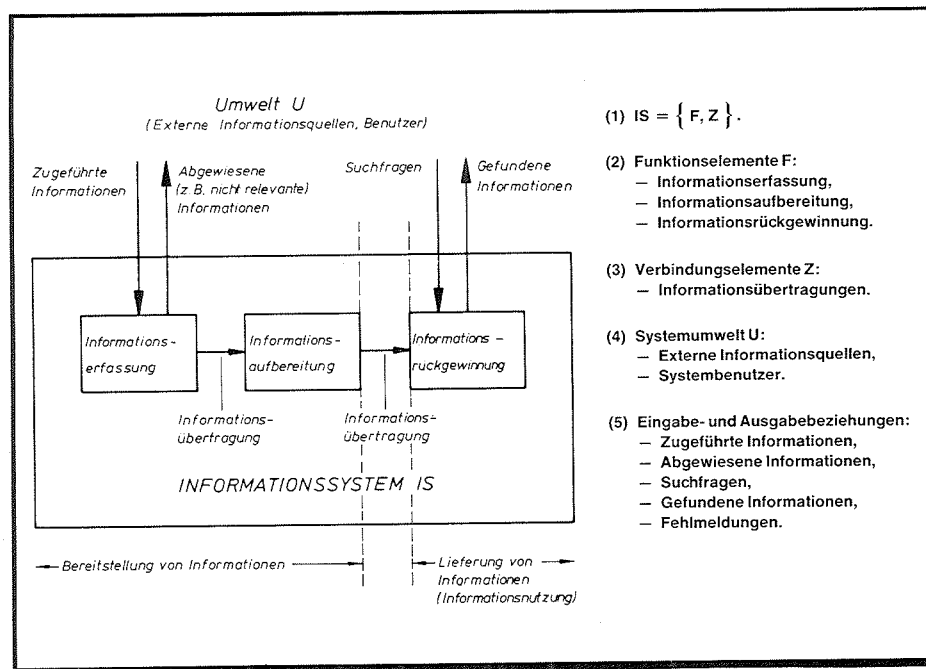 Umwelt U
(Externe Informationsquellen, Benutzer)
Zugeführte
Informationen
Abgewiesene
(z.B. nicht relevante)
Informationen
Suchfragen
Gefundene
Informationen
Informations-
erfassung
Informations-
aufbereitung
Informations-
rückgewinnung
Informations-
übertragung
Informations-
übertragung
INFORMATIONSSYSTEM IS
Bereitstellung von Informationen
Lieferung von
Informationen
(Informationsnutzung)
(1) IS = { F, Z }.
(2) Funktionselemente F:
— Informationserfassung,
— Informationsaufbereitung,
— Informationsrückgewinnung.
(3) Verbindungselemente Z:
— Informationsübertragungen.
(4) Systemumwelt U:
— Externe Informationsquellen,
— Systembenutzer.
(5) Eingabe- und Ausgabebeziehungen:
— Zugeführte Informationen,
— Abgewiesene Informationen,
— Suchfragen,
— Gefundene Informationen,
— Fehlmeldungen.